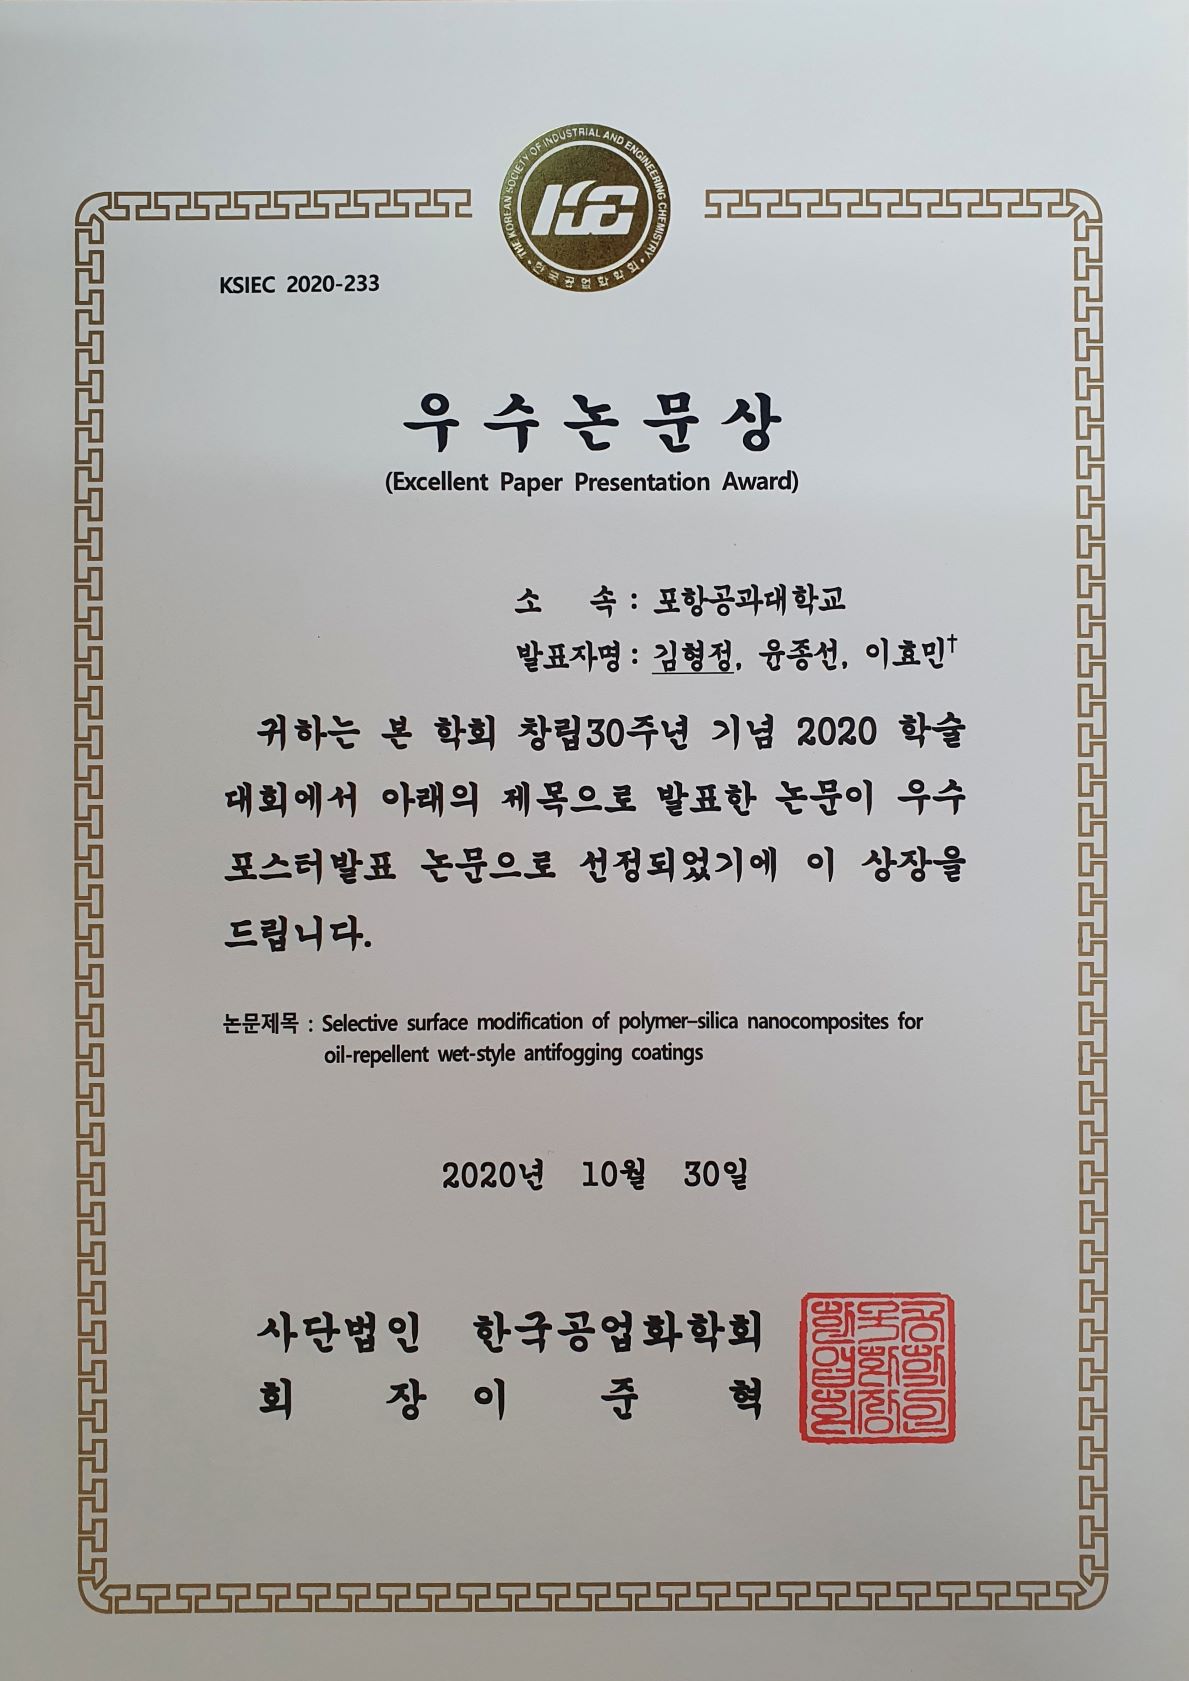 THE KOREAN SOCIETY OF INDUSTRIAL AND ENGINEERING CHEMISTRY
한국공업화학회
KSIEC 2020-233
우수논문상
(Excellent Paper Presentation Award)
소 속 : 포항공과대학교
발표자명 : 김형정, 윤종선, 이효민†
귀하는 본 학회 창립30주년 기념 2020 학술
대회에서 아래의 제목으로 발표한 논문이 우수
포스터발표 논문으로 선정되었기에 이 상장을
드립니다.
논문제목 : Selective surface modification of polymer–silica nanocomposites for
oil-repellent wet-style antifogging coatings
2020년 10월 30일
사단법인 한국공업화학회
회 장 이 준 혁